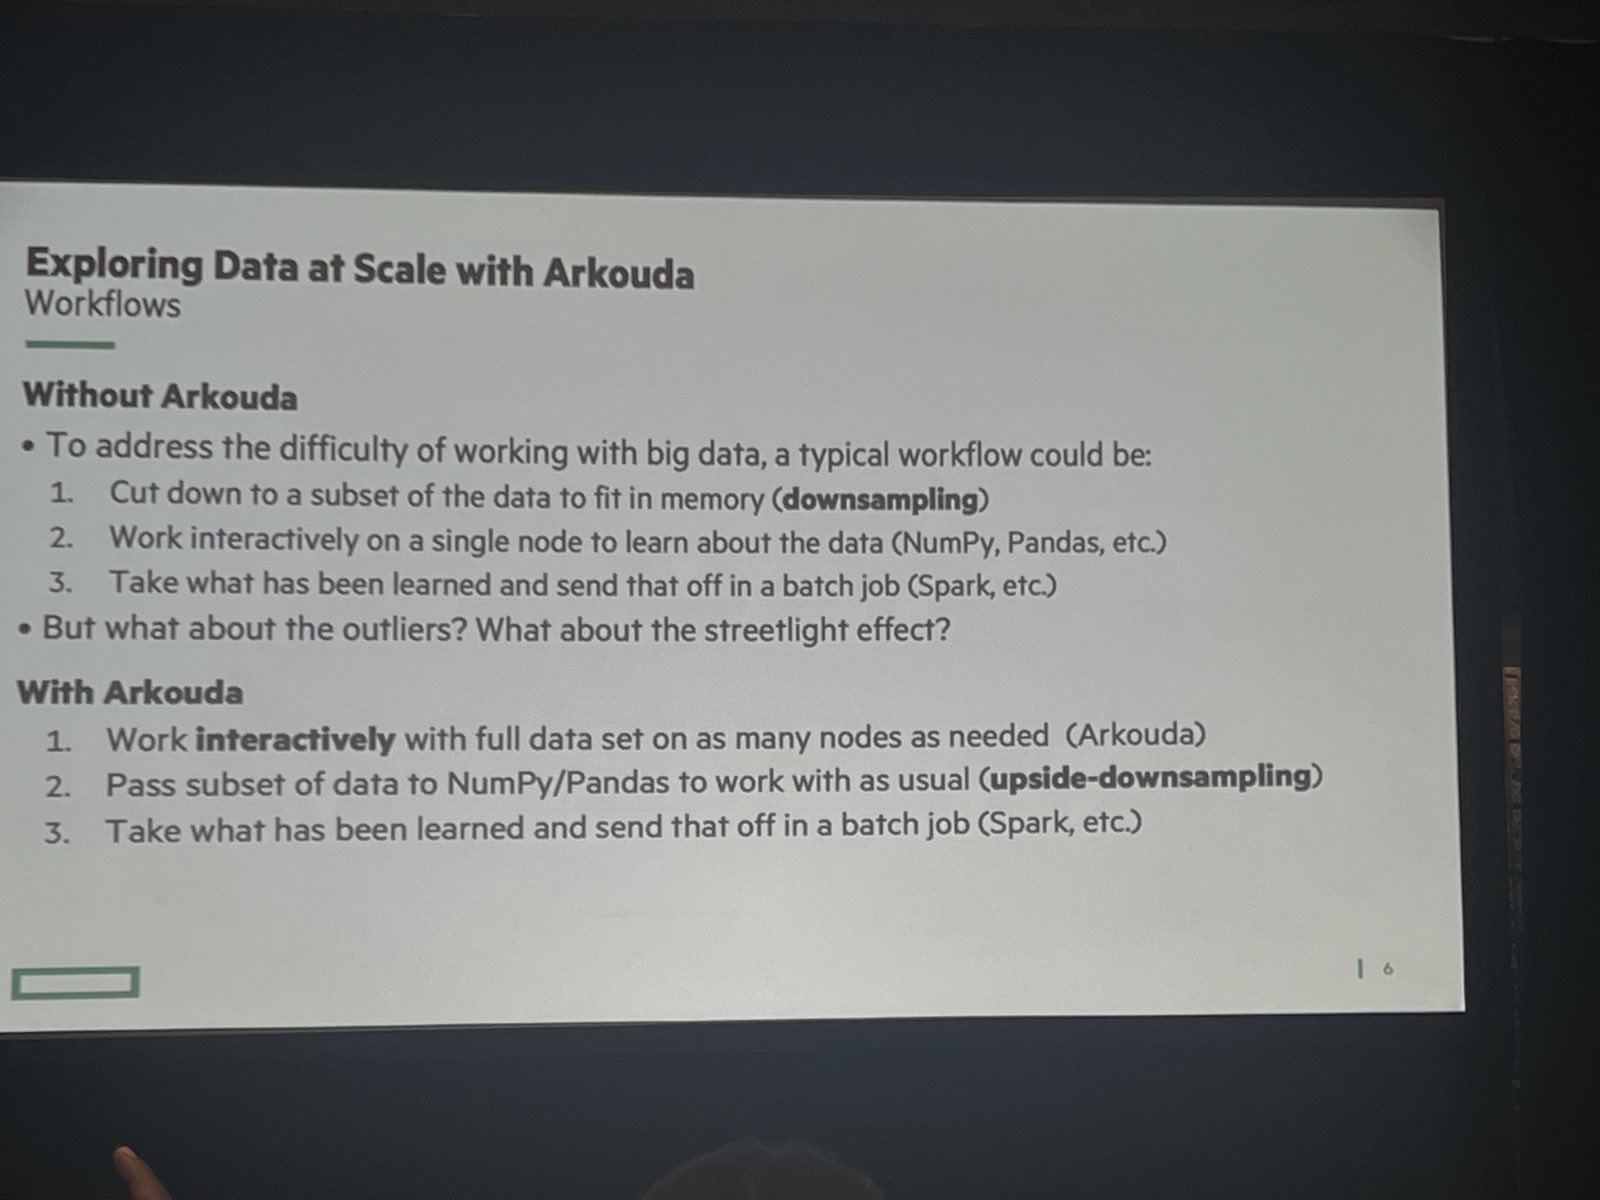 Exploring Data at Scale with Arkouda
Workflows
Without Arkouda
• To address the difficulty of working with big data, a typical workflow could be:
1. Cut down to a subset of the data to fit in memory (downsampling)
2. Work interactively on a single node to learn about the data (NumPy, Pandas, etc.)
3. Take what has been learned and send that off in a batch job (Spark, etc.)
• But what about the outliers? What about the streetlight effect?
With Arkouda
1. Work interactively with full data set on as many nodes as needed (Arkouda)
2. Pass subset of data to NumPy/Pandas to work with as usual (upside-downsampling)
3. Take what has been learned and send that off in a batch job (Spark, etc.)
6